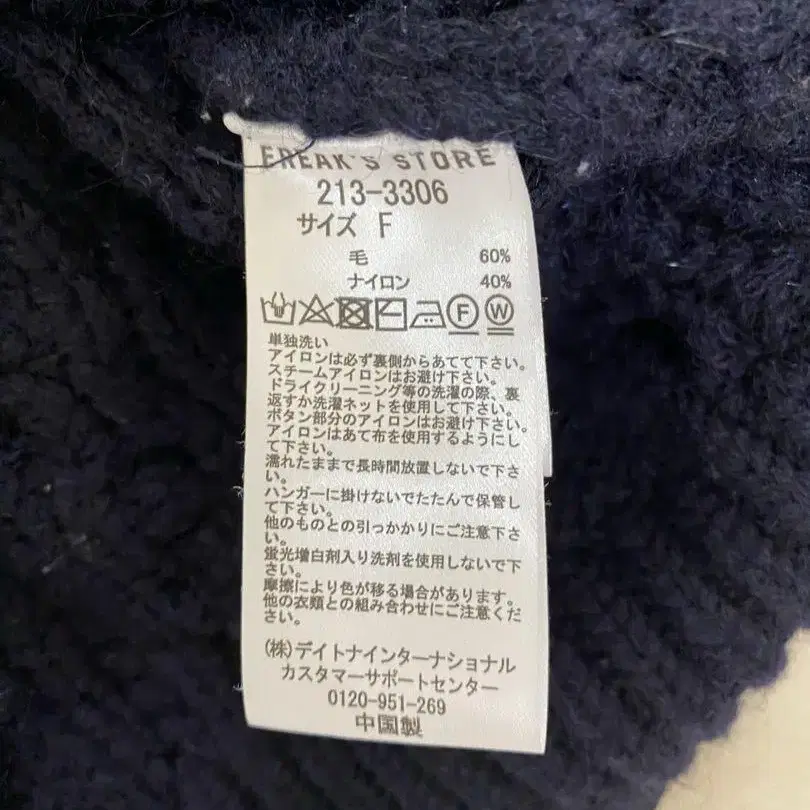 FREAK'S STORE
213-3306
サイズ F
毛 60%
ナイロン 40%
F W
単独洗い
アイロンは必ず裏側からあてて下さい。
スチームアイロンはお避け下さい。
ドライクリーニング等の洗濯の際、裏
返すか洗濯ネットを使用して下さい。
ボタン部分のアイロンはお避け下さい。
アイロンはあて布を使用するようにし
て下さい。
濡れたままで長時間放置しないで下さ
い。
ハンガーに掛けないでたたんで保管し
て下さい。
他のものとの引っかかりにご注意下さ
い。
蛍光増白剤入り洗剤を使用しないで下
さい。
摩擦により色が移る場合があります。
他の衣類との組み合わせにご注意くだ
さい。
(株)デイトナインターナショナル
カスタマーサポートセンター
0120-951-269
中国製